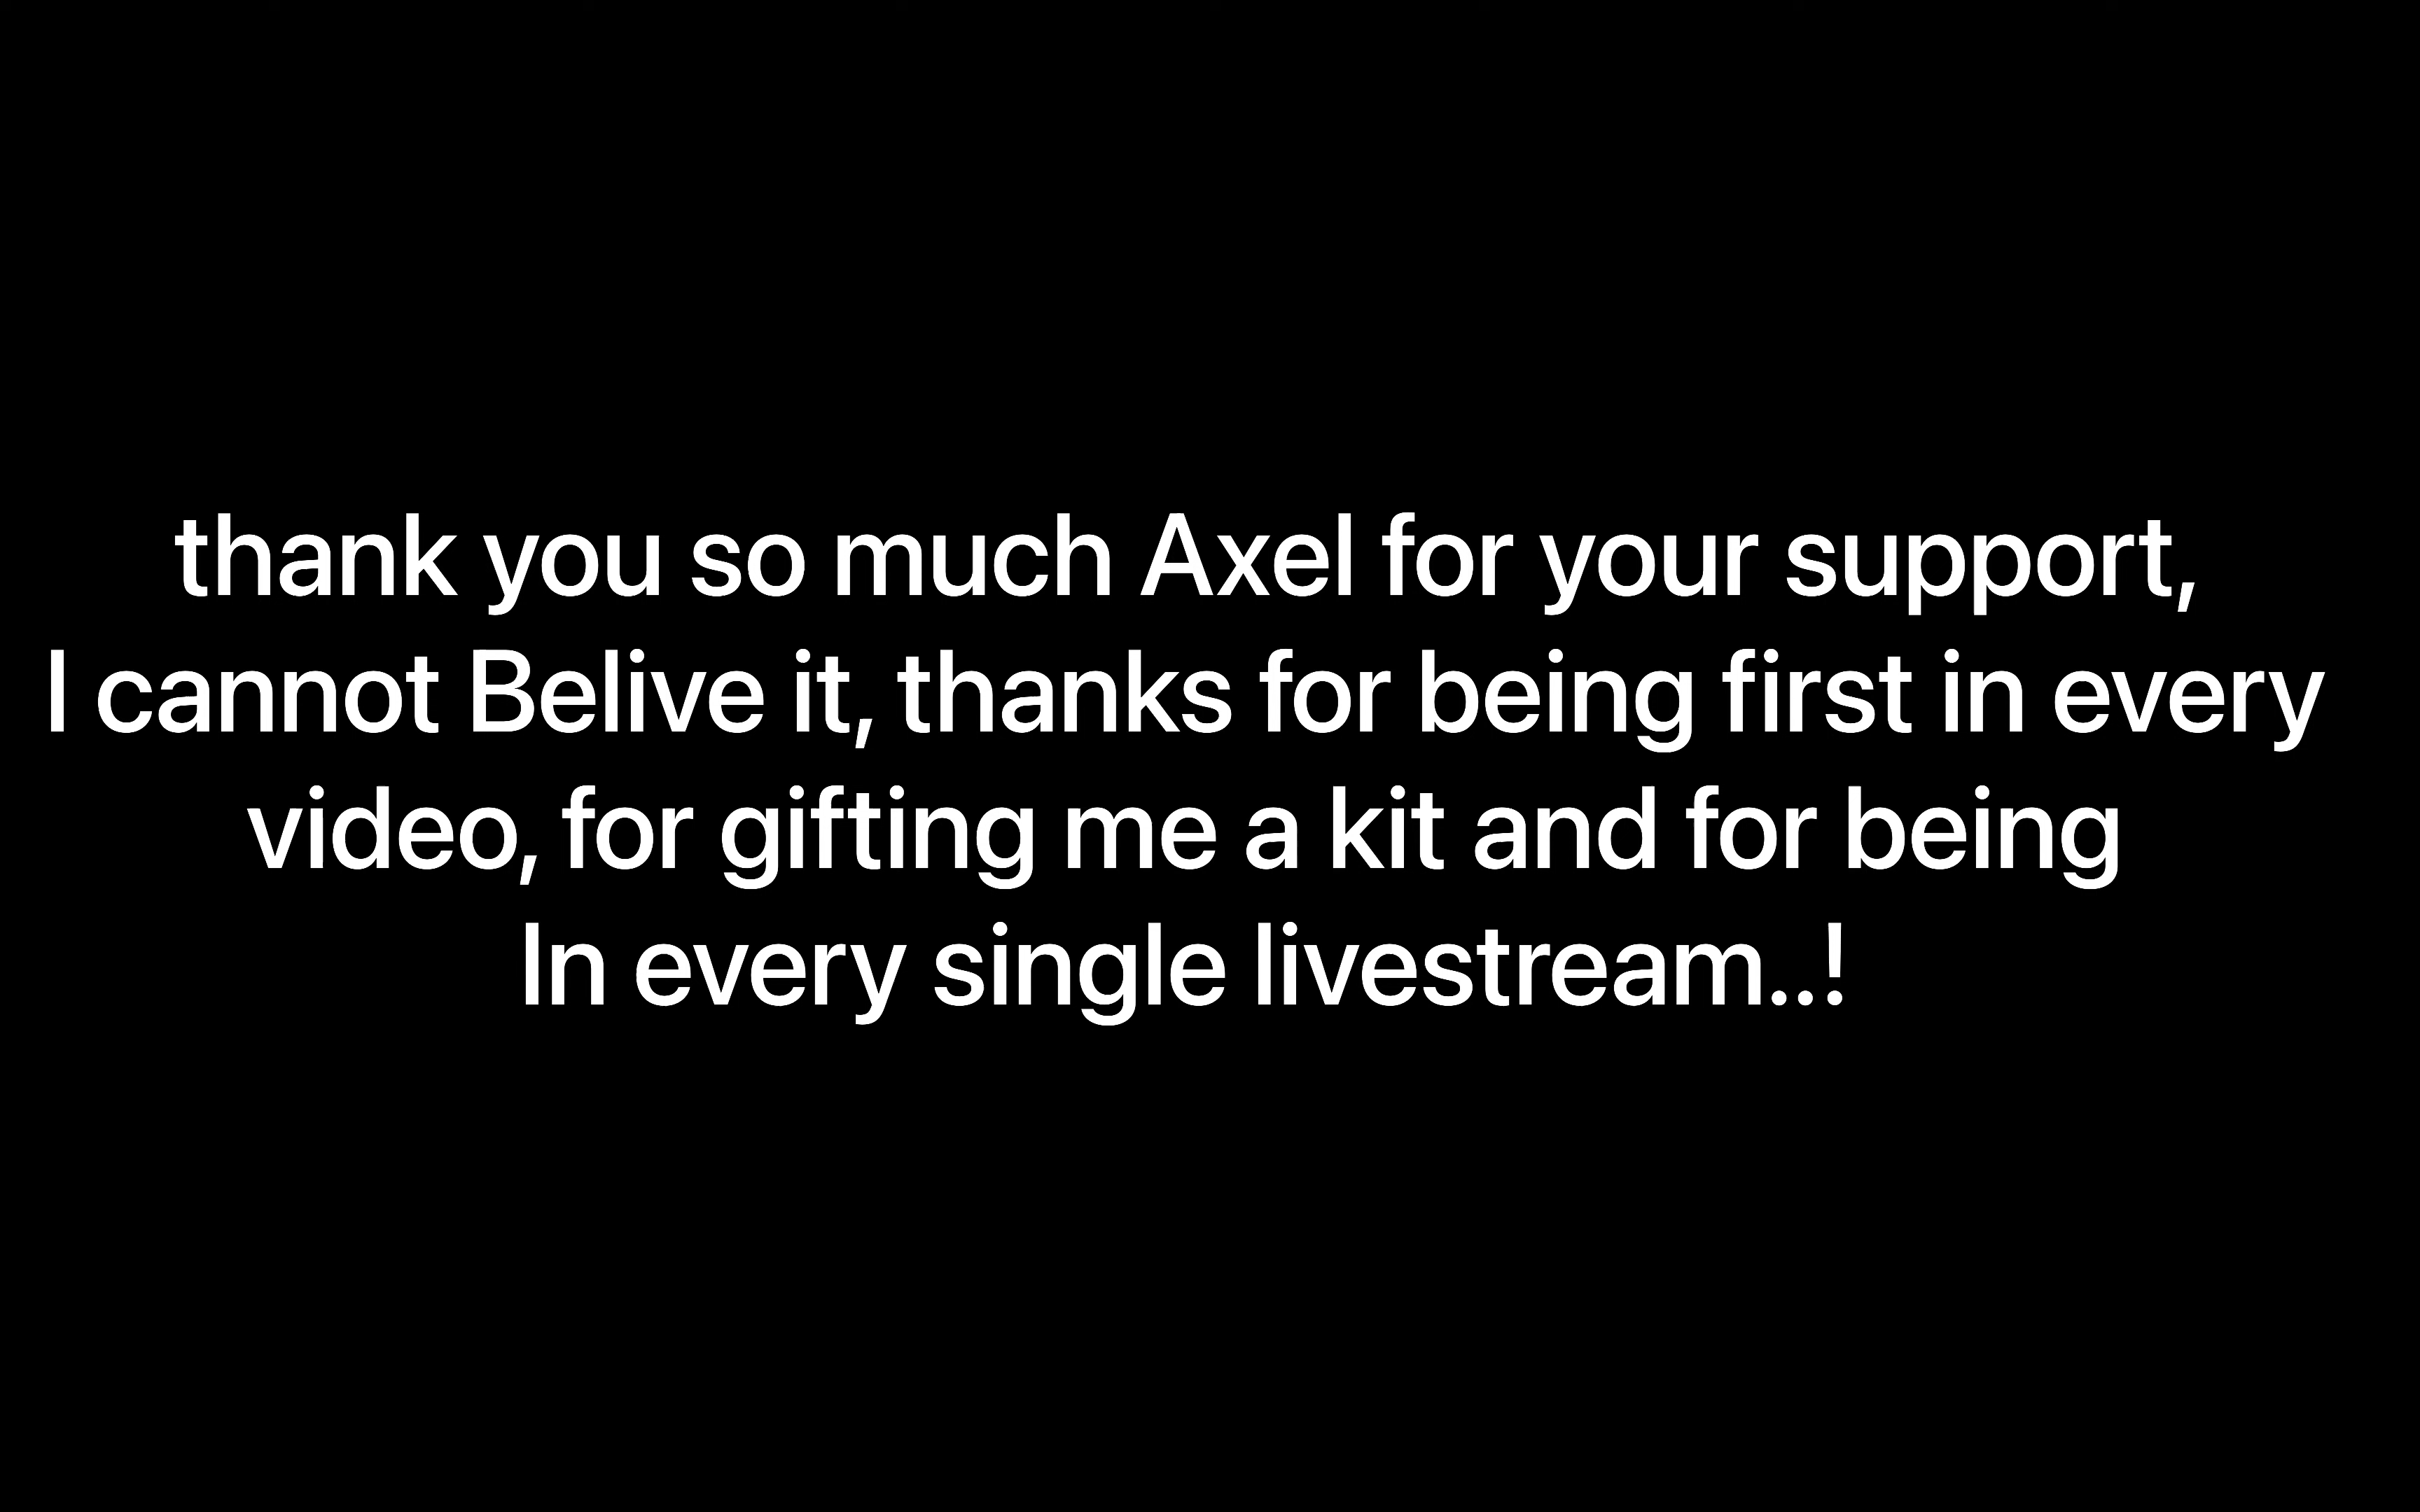 thank you so much Axel for your support,
I cannot Belive it, thanks for being first in every
video, for gifting me a kit and for being
In every single livestream...!